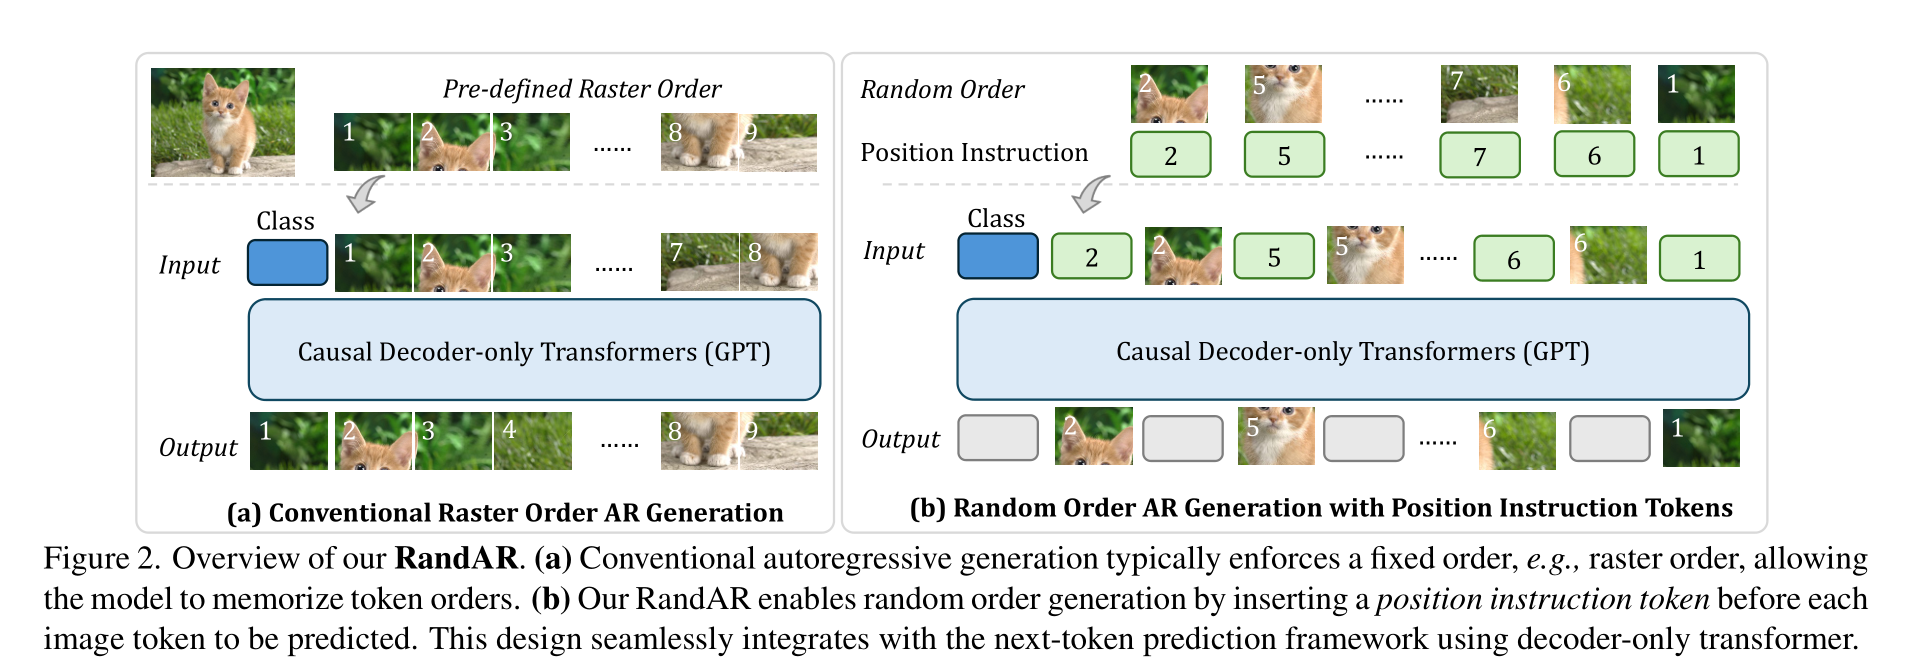 Pre-defined Raster Order
1 2 3 ...... 8 9
Class
Input
1 2 3 ...... 7 8
Causal Decoder-only Transformers (GPT)
Output
1 2 3 4 ...... 8 9
(a) Conventional Raster Order AR Generation
Random Order
2 5 ...... 7 6 1
Position Instruction
2 5 ...... 7 6 1
Class
Input
2 2 5 5 ...... 6 6 1
Causal Decoder-only Transformers (GPT)
Output
2 5 ...... 6 1
(b) Random Order AR Generation with Position Instruction Tokens
Figure 2. Overview of our RandAR. (a) Conventional autoregressive generation typically enforces a fixed order, e.g., raster order, allowing
the model to memorize token orders. (b) Our RandAR enables random order generation by inserting a position instruction token before each
image token to be predicted. This design seamlessly integrates with the next-token prediction framework using decoder-only transformer.